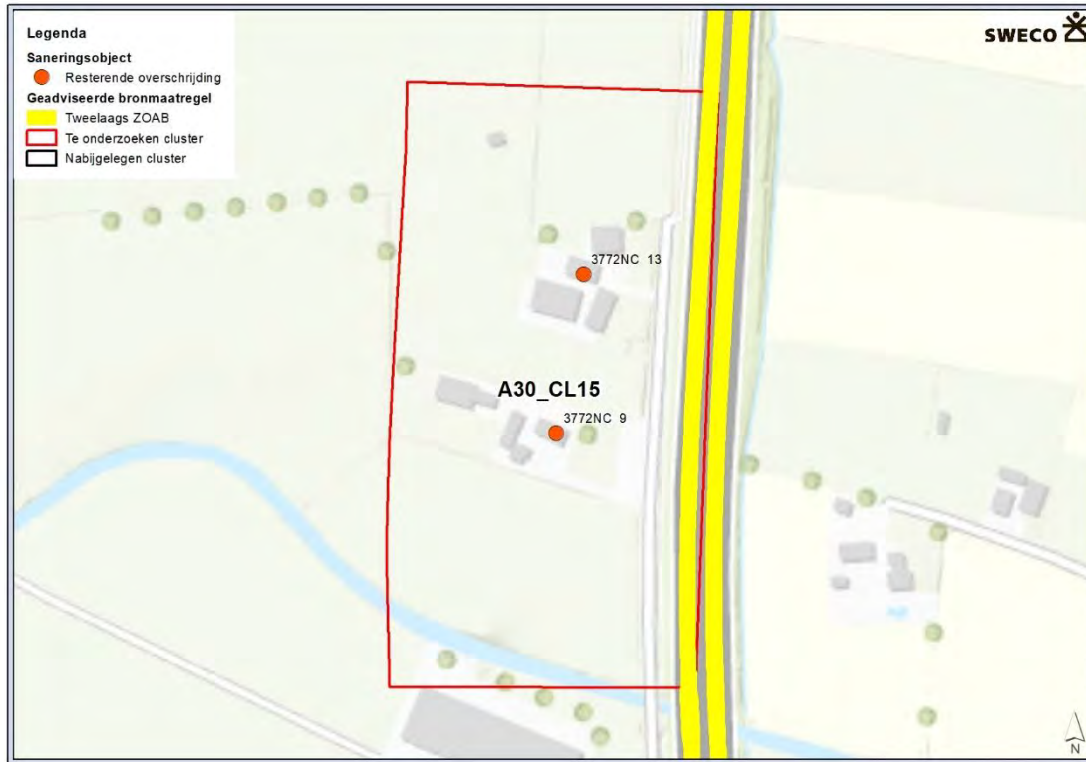 Legenda
Saneringsobject
Resterende overschrijding
Geadviseerde bronmaatregel
Tweelaags ZOAB
Te onderzoeken cluster
Nabijgelegen cluster
SWECO
3772NC 13
A30_CL15
3772NC 9
N